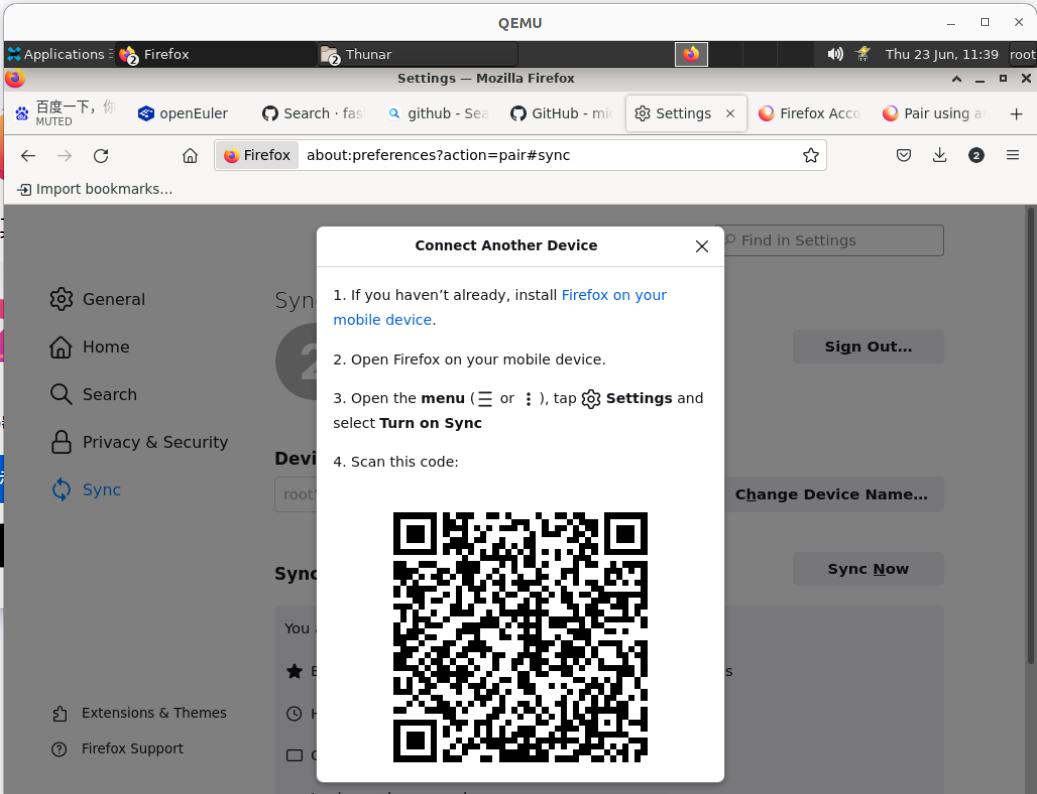 QEMU
Applications
2 Firefox
2 Thunar
Thu 23 Jun, 11:39
root
Settings — Mozilla Firefox
百度一下，你
MUTED
openEuler
Search · fas
github - Sea
GitHub - mi
Settings
Firefox Acco
Pair using a
Firefox
about:preferences?action=pair#sync
2
Import bookmarks...
Connect Another Device
Find in Settings
1. If you haven’t already, install Firefox on your
mobile device.
2. Open Firefox on your mobile device.
3. Open the menu ( or ), tap Settings and
select Turn on Sync
4. Scan this code:
General
Home
Search
Privacy & Security
Sync
Extensions & Themes
Firefox Support
Syn
2
Sign Out...
Devi
root'
Change Device Name...
Sync
Sync Now
You